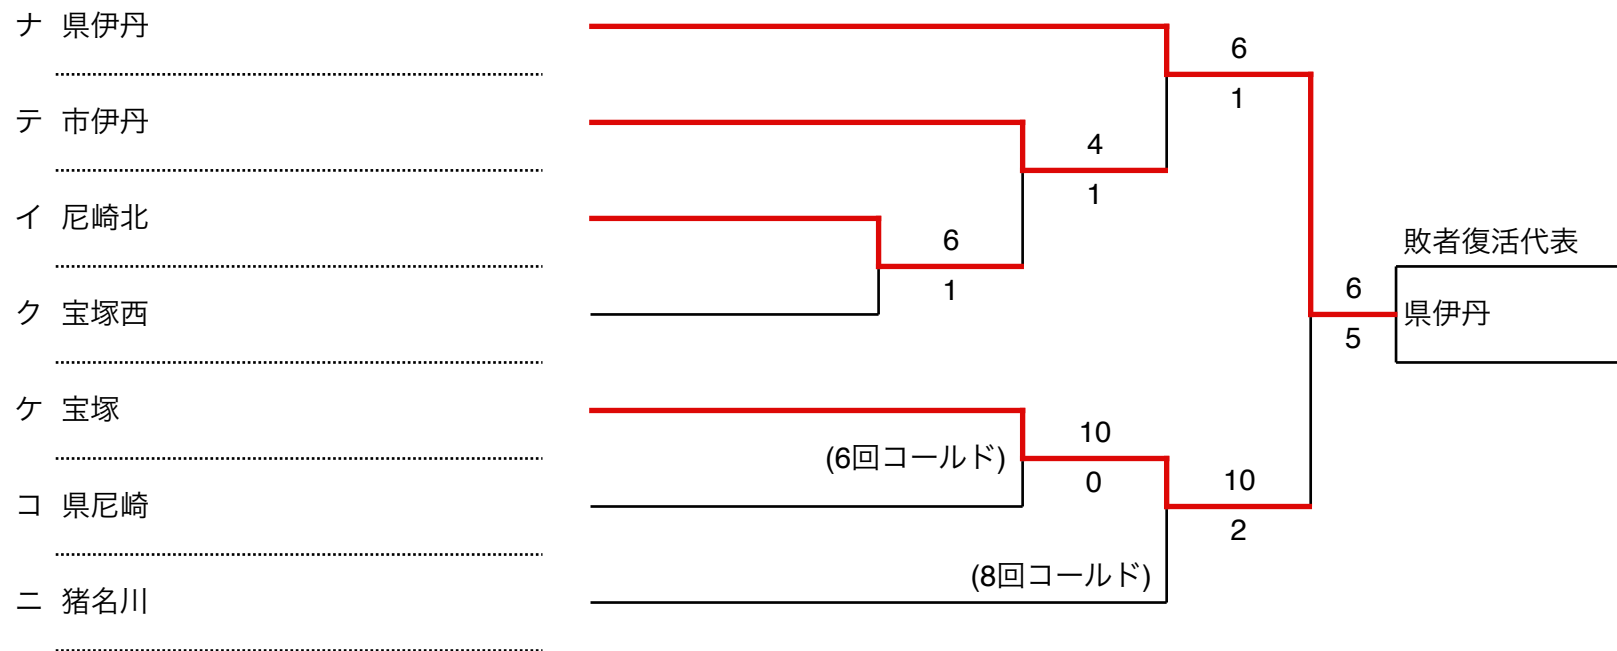 ナ 県伊丹
6
1
テ 市伊丹
4
1
イ 尼崎北
6
1
敗者復活代表
ク 宝塚西
6
5
県伊丹
ケ 宝塚
(6回コールド)
10
0
コ 県尼崎
10
2
(8回コールド)
ニ 猪名川